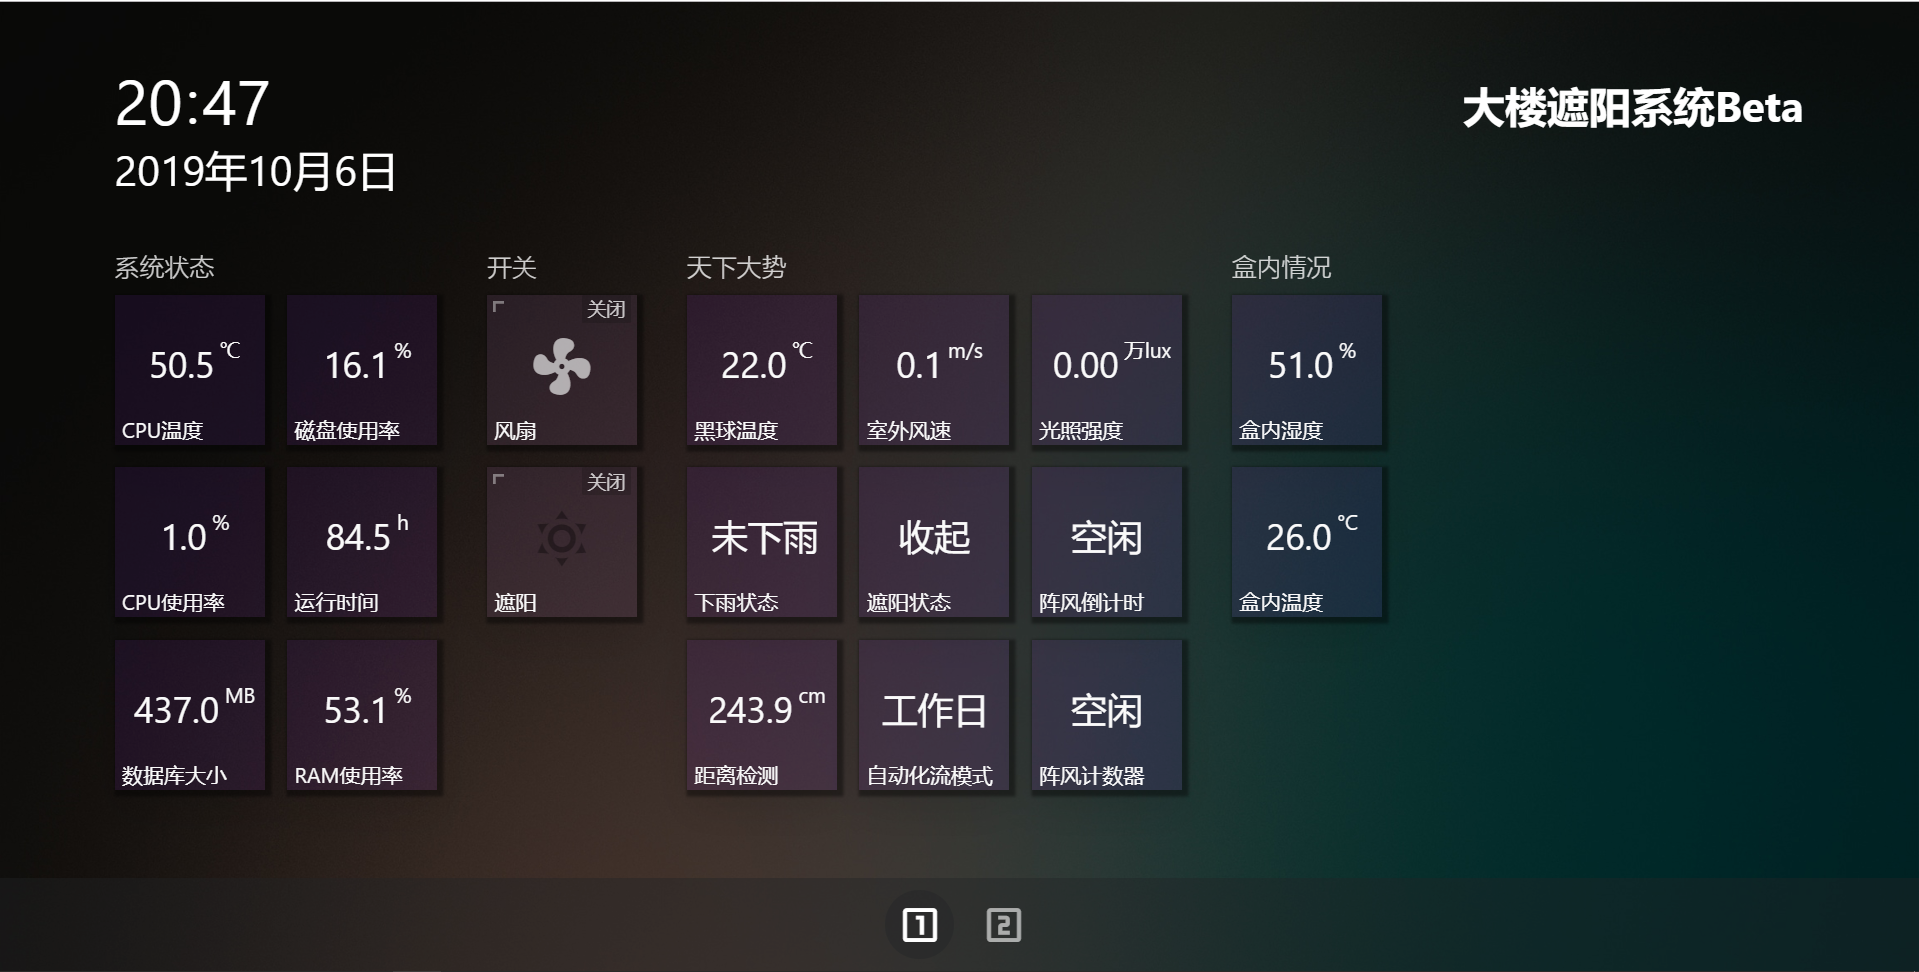 20:47
大楼遮阳系统Beta
2019年10月6日
系统状态
50.5 ℃
CPU温度
16.1 %
磁盘使用率
1.0 %
CPU使用率
84.5 h
运行时间
437.0 MB
数据库大小
53.1 %
RAM使用率
开关
关闭
风扇
关闭
遮阳
天下大势
22.0 ℃
黑球温度
0.1 m/s
室外风速
0.00 万lux
光照强度
未下雨
下雨状态
收起
遮阳状态
空闲
阵风倒计时
243.9 cm
距离检测
工作日
自动化流模式
空闲
阵风计数器
盒内情况
51.0 %
盒内湿度
26.0 ℃
盒内温度
1
2